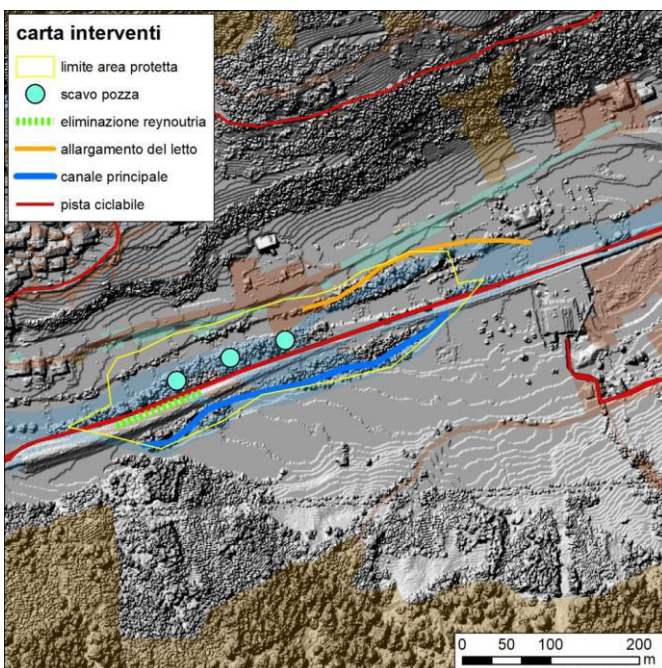 carta interventi
limite area protetta
scavo pozza
eliminazione reynoutria
allargamento del letto
canale principale
pista ciclabile
0 50 100 200
m